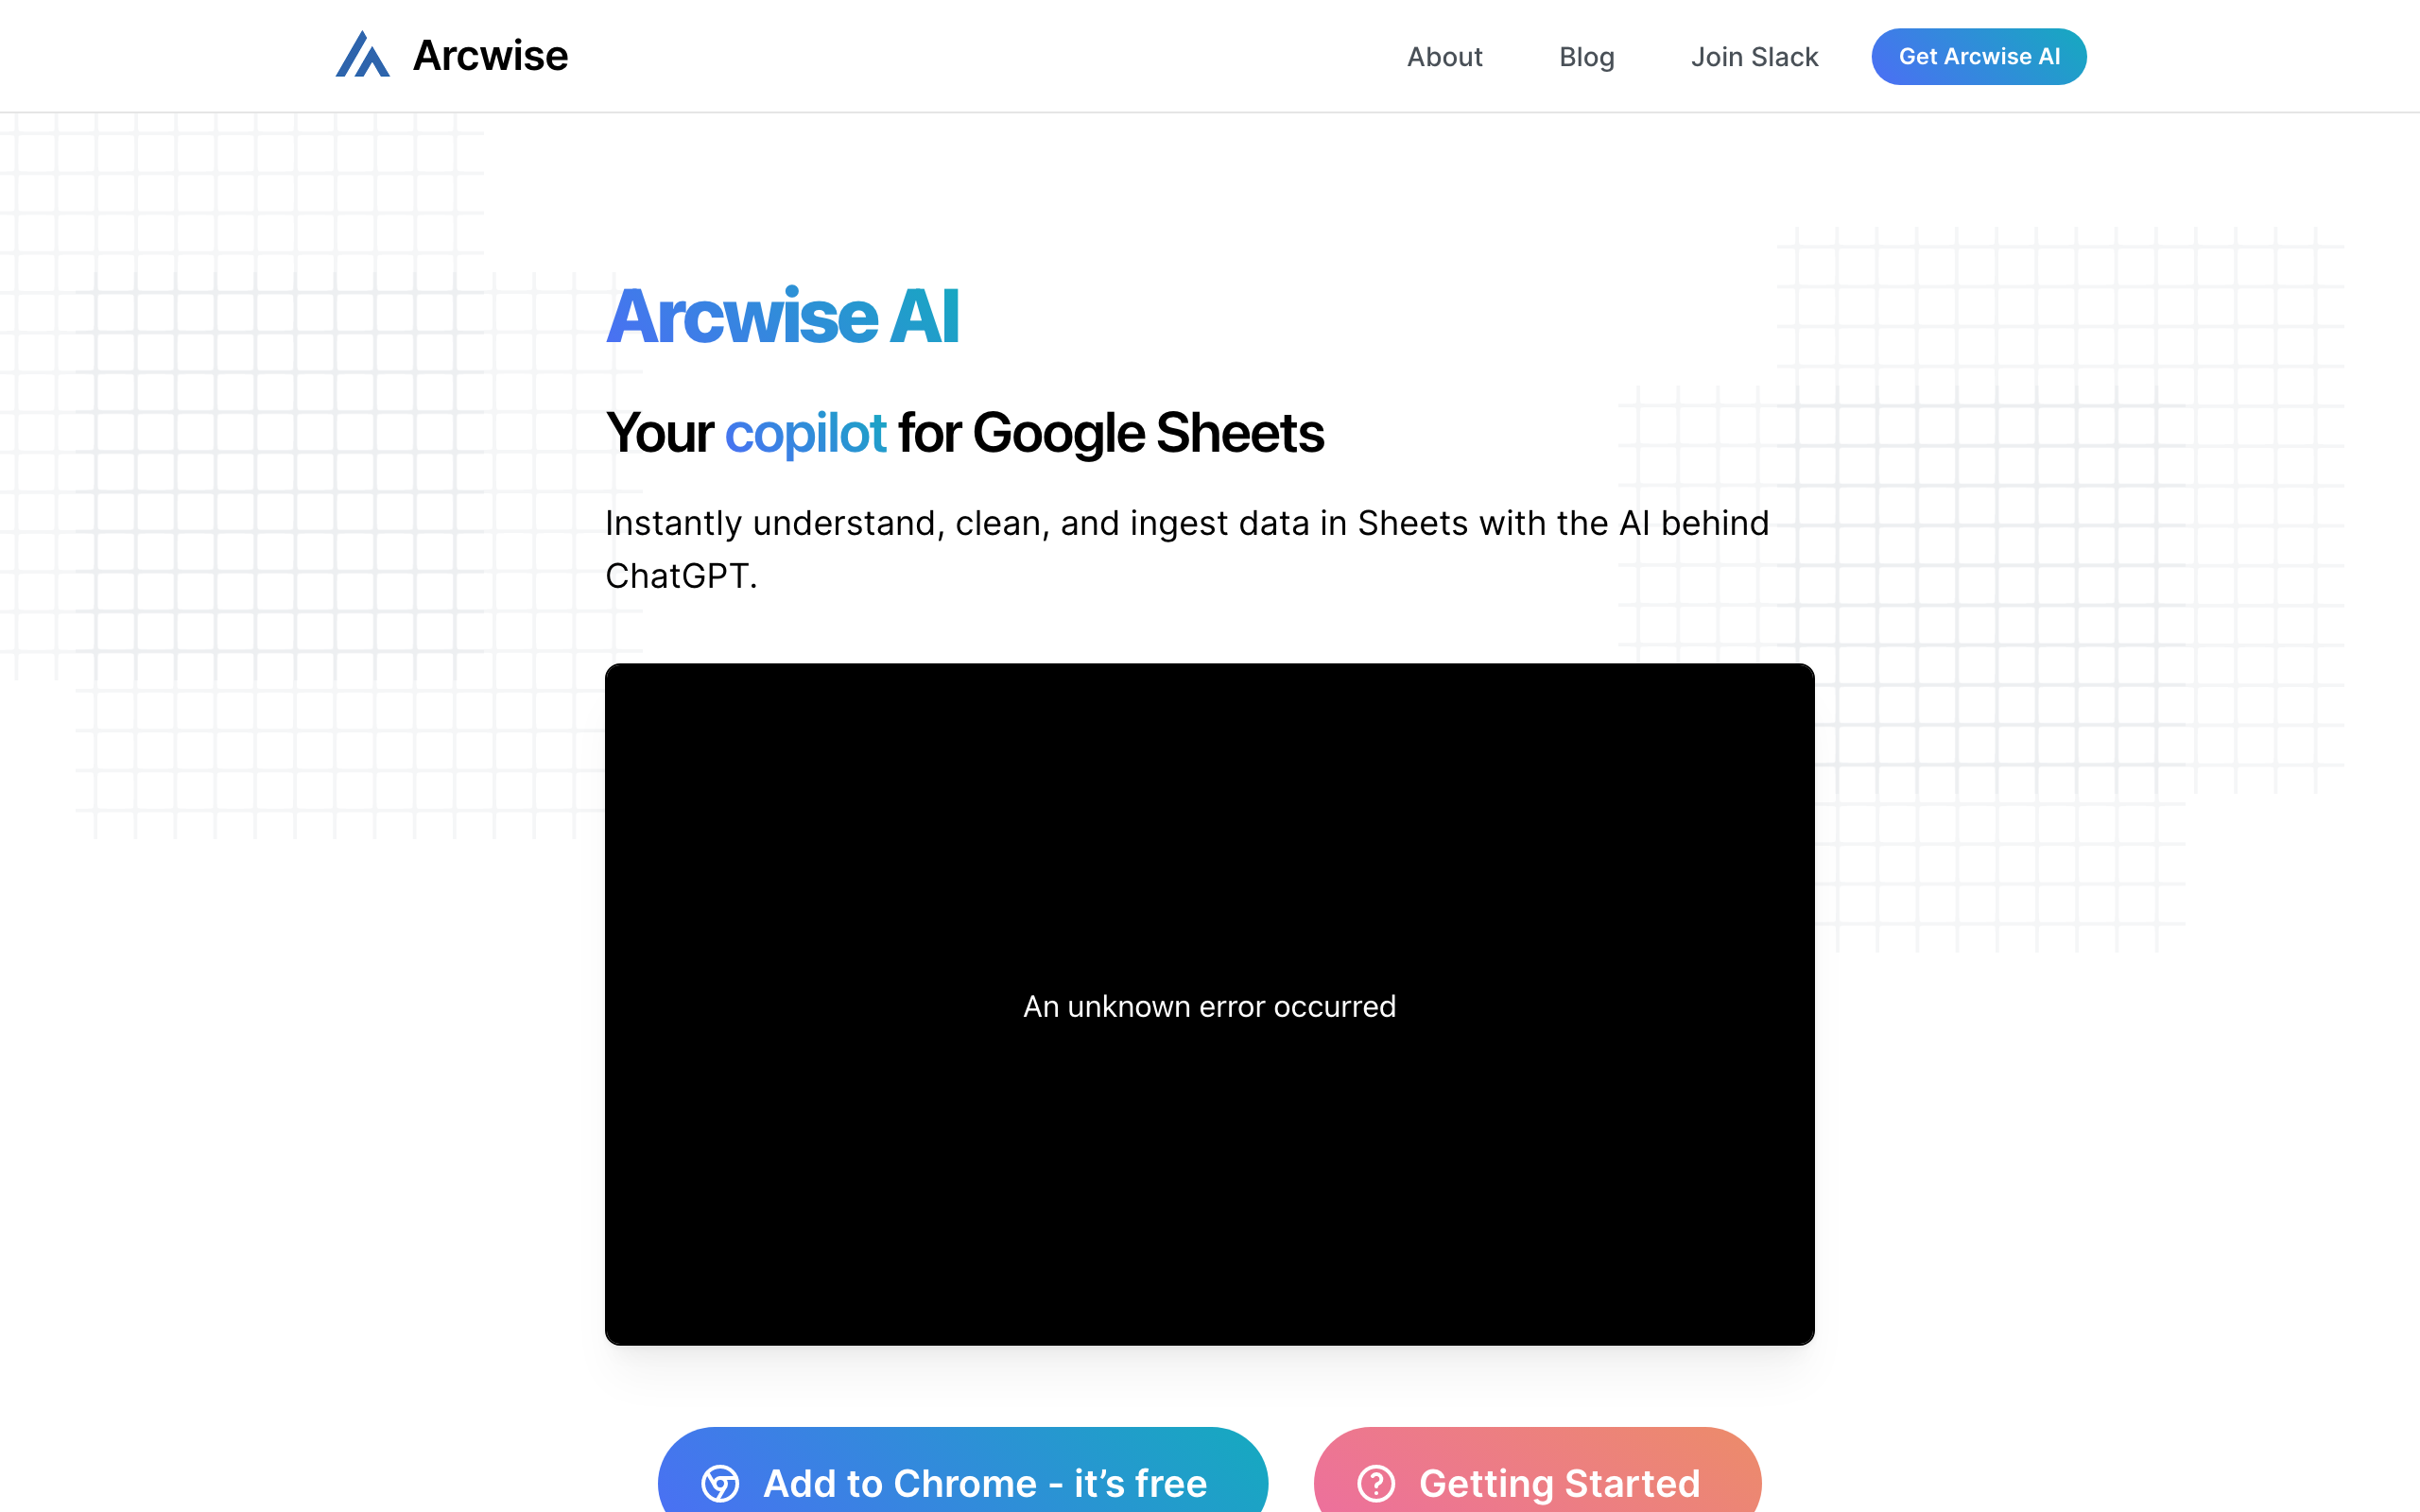 Arcwise
About
Blog
Join Slack
Get Arcwise AI
Arcwise AI
Your copilot for Google Sheets
Instantly understand, clean, and ingest data in Sheets with the AI behind
ChatGPT.
An unknown error occurred
Add to Chrome - it’s free
Getting Started